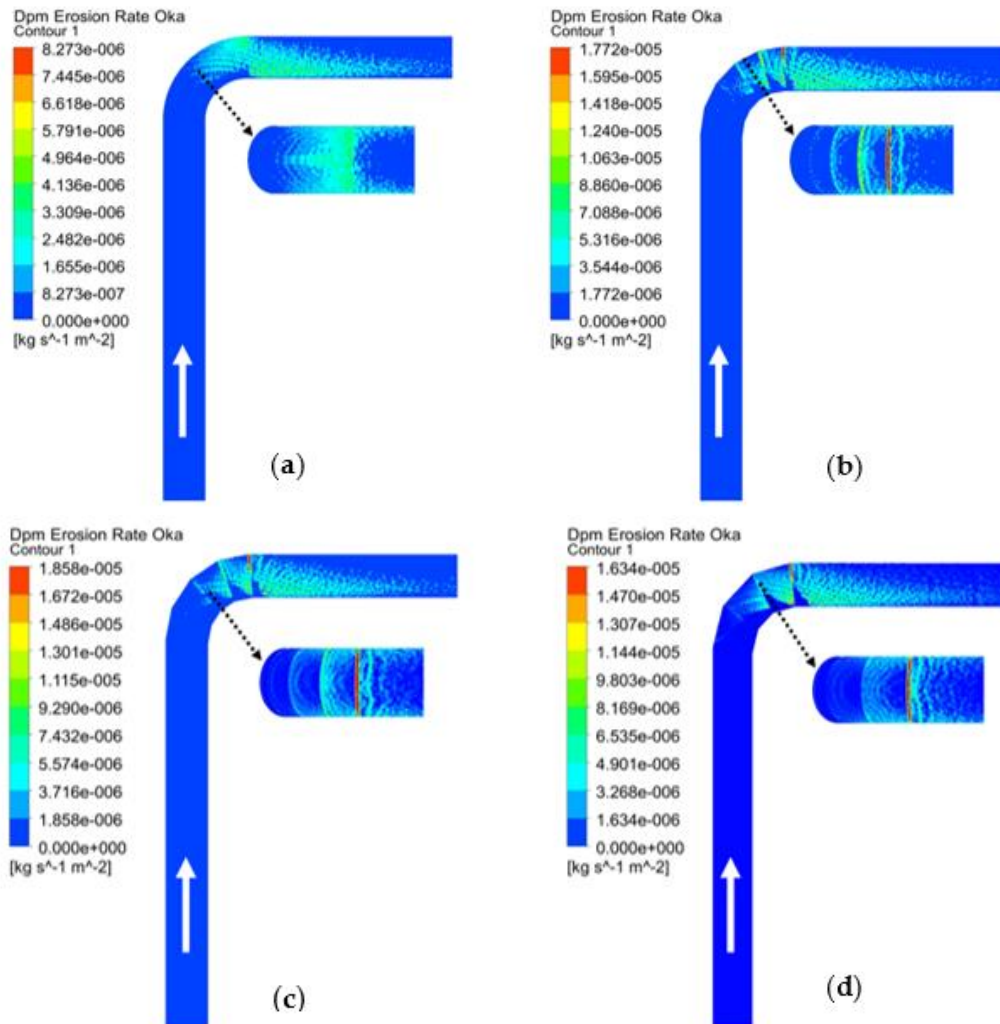 Dpm Erosion Rate Oka
Contour 1
8.273e-006
7.445e-006
6.618e-006
5.791e-006
4.964e-006
4.136e-006
3.309e-006
2.482e-006
1.655e-006
8.273e-007
0.000e+000
[kg s^-1 m^-2]
(a)
Dpm Erosion Rate Oka
Contour 1
1.772e-005
1.595e-005
1.418e-005
1.240e-005
1.063e-005
8.860e-006
7.088e-006
5.316e-006
3.544e-006
1.772e-006
0.000e+000
[kg s^-1 m^-2]
(b)
Dpm Erosion Rate Oka
Contour 1
1.858e-005
1.672e-005
1.486e-005
1.301e-005
1.115e-005
9.290e-006
7.432e-006
5.574e-006
3.716e-006
1.858e-006
0.000e+000
[kg s^-1 m^-2]
(c)
Dpm Erosion Rate Oka
Contour 1
1.634e-005
1.470e-005
1.307e-005
1.144e-005
9.803e-006
8.169e-006
6.535e-006
4.901e-006
3.268e-006
1.634e-006
0.000e+000
[kg s^-1 m^-2]
(d)